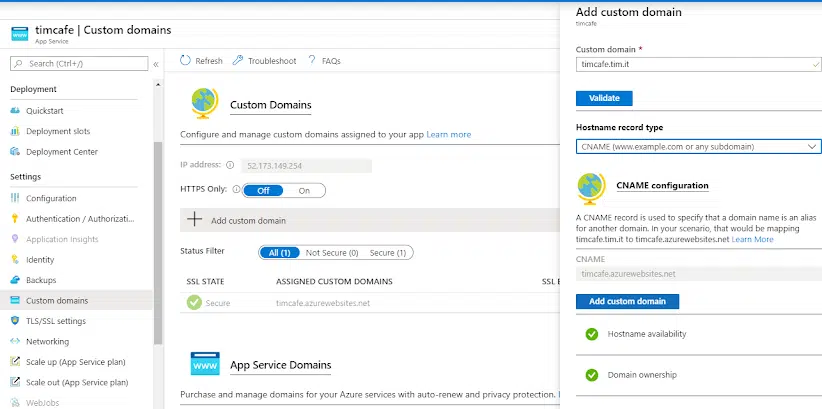 timcafe | Custom domains
App Service
Search (Ctrl+/)
«
Deployment
Quickstart
Deployment slots
Deployment Center
Settings
Configuration
Authentication / Authorizati...
Application Insights
Identity
Backups
Custom domains
TLS/SSL settings
Networking
Scale up (App Service plan)
Scale out (App Service plan)
WebJobs
Refresh
Troubleshoot
? FAQs
Custom Domains
Configure and manage custom domains assigned to your app Learn more
IP address:
52.173.149.254
HTTPS Only:
Off
On
Add custom domain
Status Filter
All (1)
Not Secure (0)
Secure (1)
SSL STATE
ASSIGNED CUSTOM DOMAINS
SSL
Secure
timcafe.azurewebsites.net
App Service Domains
Purchase and manage domains for your Azure services with auto-renew and privacy protection.
Add custom domain
timcafe
Custom domain *
timcafe.tim.it
Validate
Hostname record type
CNAME (www.example.com or any subdomain)
CNAME configuration
A CNAME record is used to specify that a domain name is an alias
for another domain. In your scenario, that would be mapping
timcafe.tim.it to timcafe.azurewebsites.net Learn More
CNAME
timcafe.azurewebsites.net
Add custom domain
Hostname availability
Domain ownership